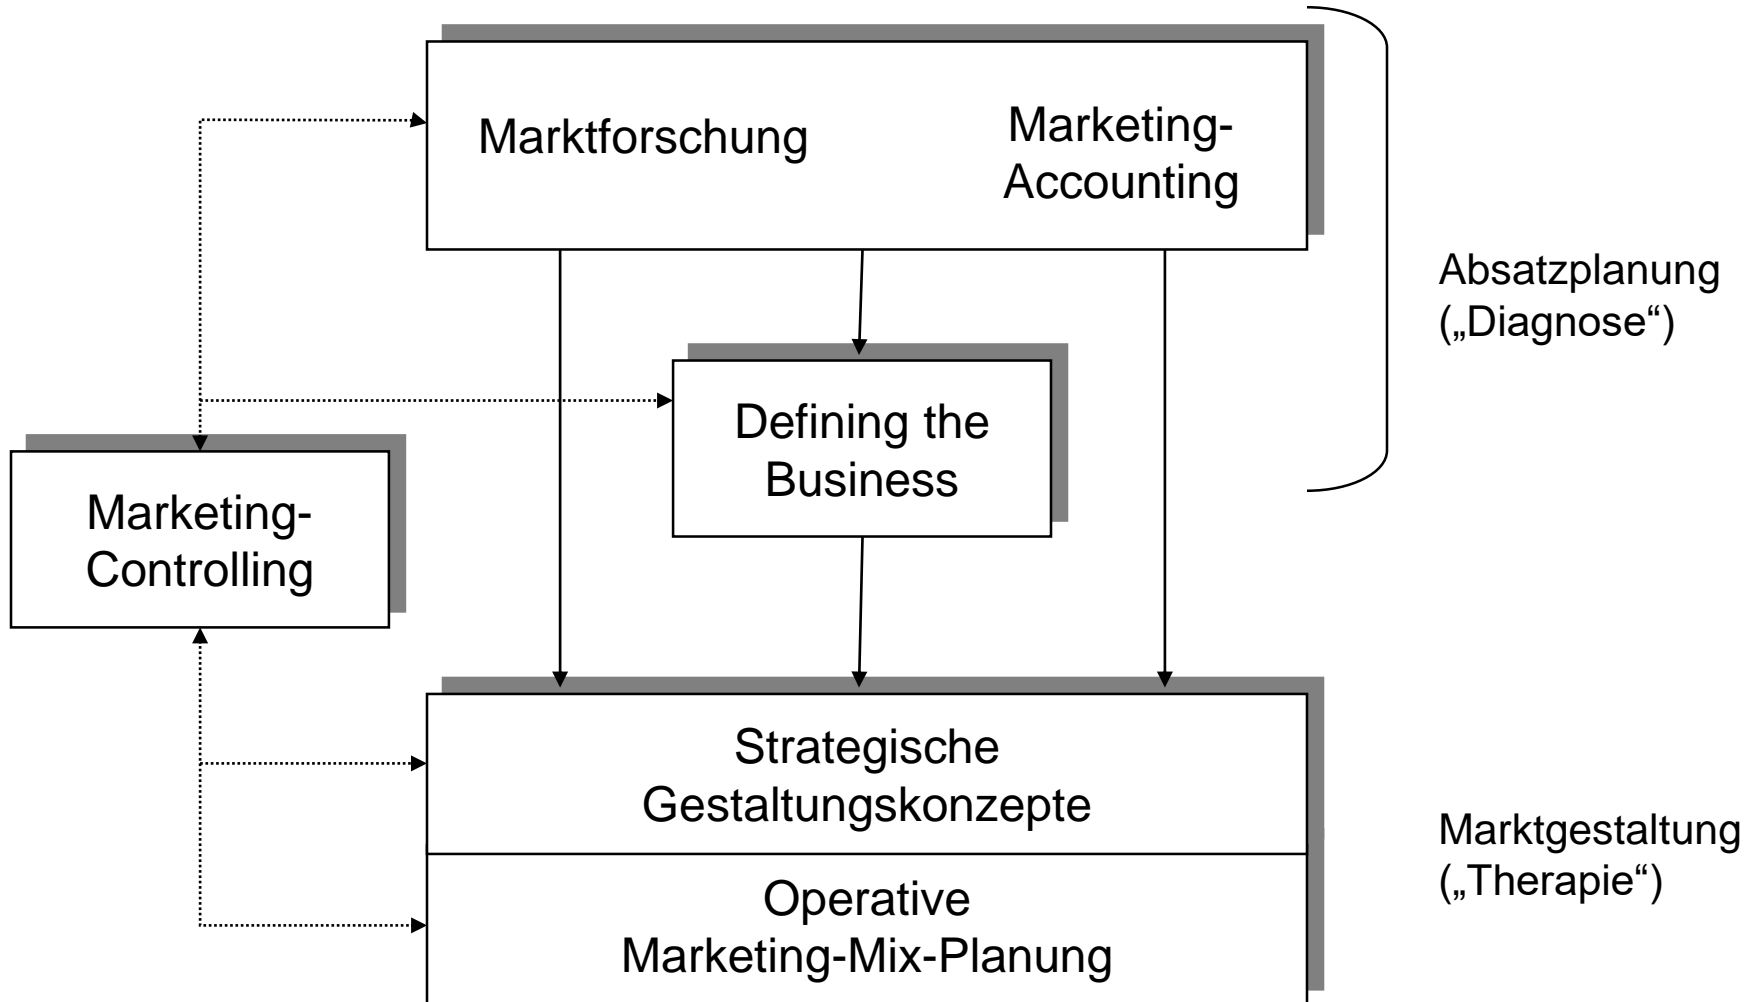 Marktforschung
Marketing-
Accounting
Absatzplanung
(„Diagnose“)
Defining the
Business
Marketing-
Controlling
Strategische
Gestaltungskonzepte
Marktgestaltung
(„Therapie“)
Operative
Marketing-Mix-Planung